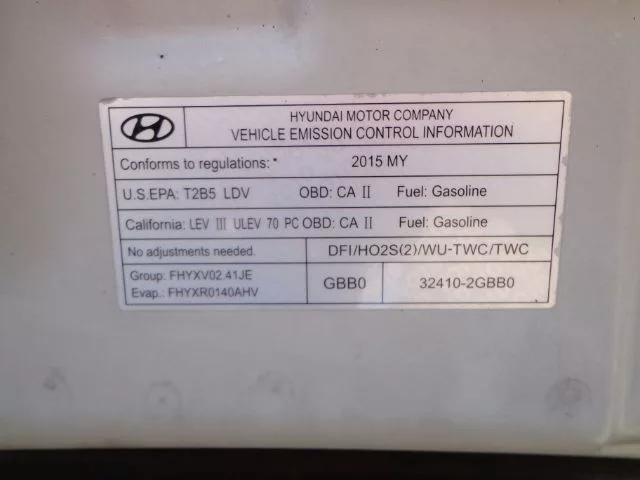 HYUNDAI MOTOR COMPANY
VEHICLE EMISSION CONTROL INFORMATION
Conforms to regulations: * 2015 MY
U.S.EPA: T2B5 LDV OBD: CA II Fuel: Gasoline
California: LEV III ULEV 70 PC OBD: CA II Fuel: Gasoline
No adjustments needed. DFI/HO2S(2)/WU-TWC/TWC
Group: FHYXV02.41JE
Evap.: FHYXR0140AHV
GBB0 32410-2GBB0